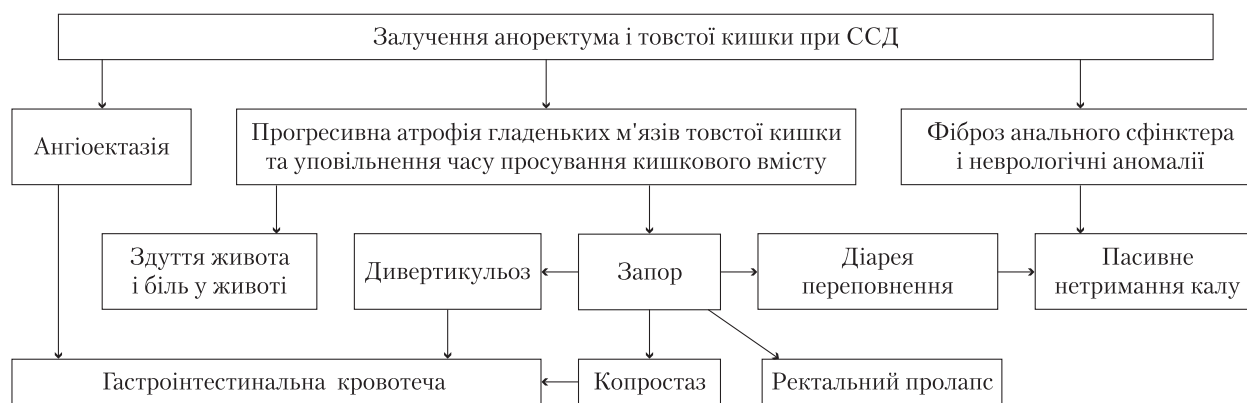 Залучення аноректума і товстої кишки при ССД
Ангіоектазія
Прогресивна атрофія гладеньких м'язів товстої кишки
та уповільнення часу просування кишкового вмісту
Фіброз анального сфінктера
і неврологічні аномалії
Здуття живота
і біль у животі
Дивертикульоз
Запор
Діарея
переповнення
Пасивне
нетримання калу
Гастроінтестинальна кровотеча
Копростаз
Ректальний пролапс